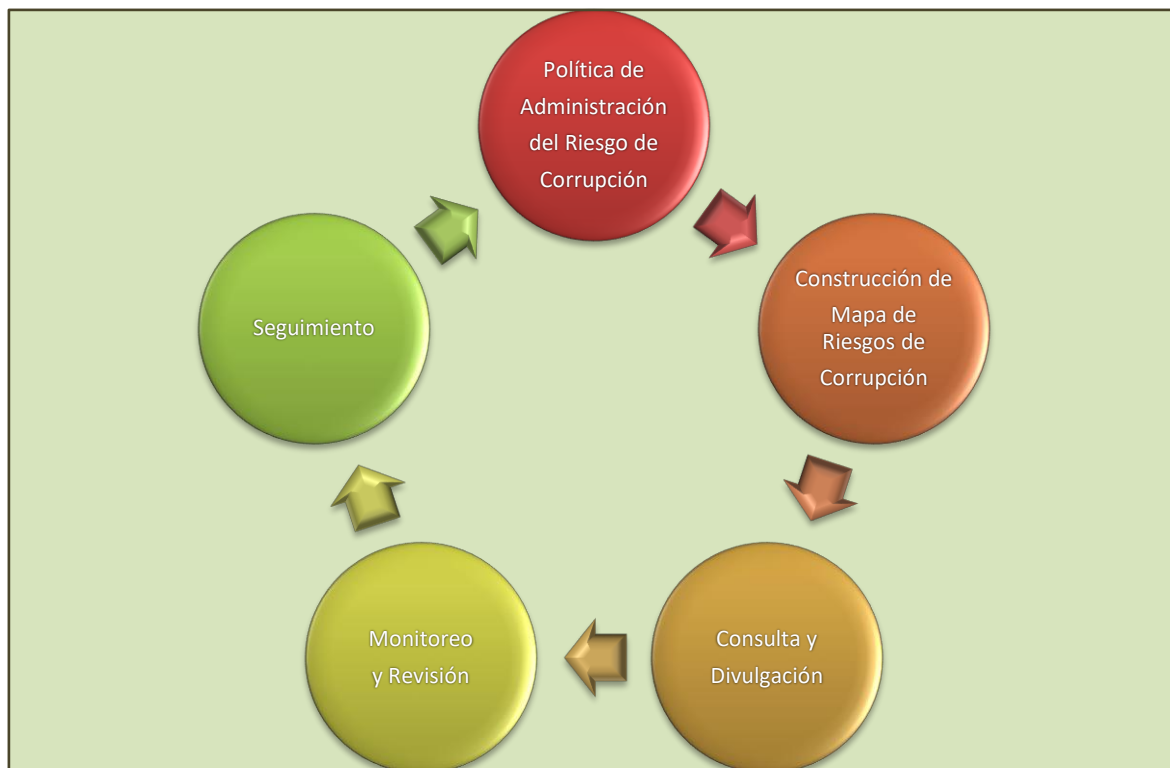 Política de
Administración
del Riesgo de
Corrupción
Construcción de
Mapa de
Riesgos de
Corrupción
Consulta y
Divulgación
Monitoreo
y Revisión
Seguimiento